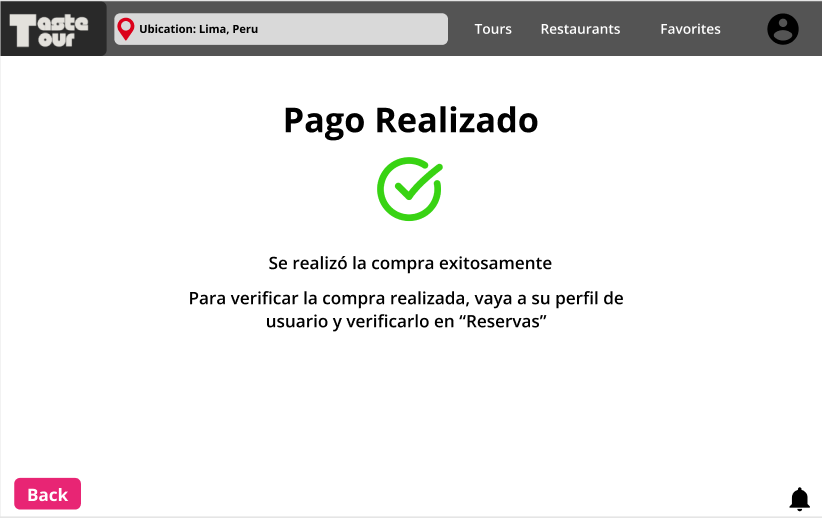 Taste
Tour
Ubication: Lima, Peru
Tours
Restaurants
Favorites
Pago Realizado
Se realizó la compra exitosamente
Para verificar la compra realizada, vaya a su perfil de
usuario y verificarlo en “Reservas”
Back